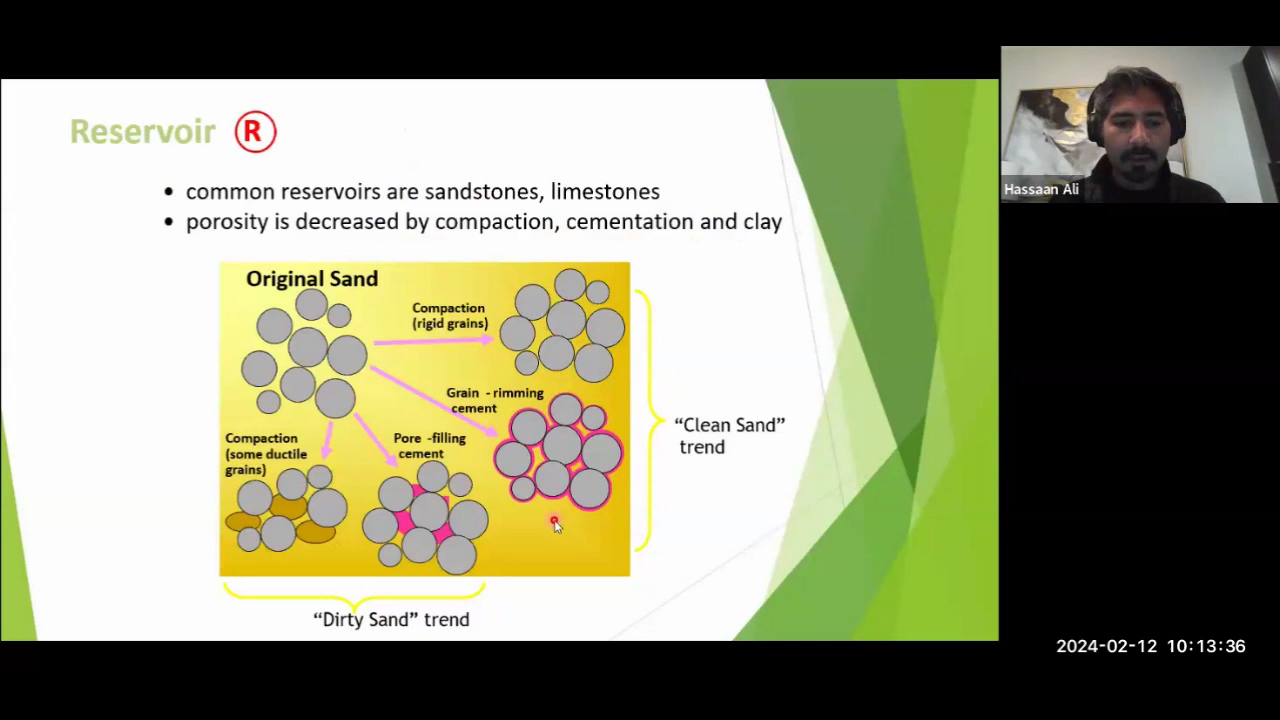 Reservoir R
• common reservoirs are sandstones, limestones
• porosity is decreased by compaction, cementation and clay
Original Sand
Compaction
(rigid grains)
Grain - rimming
cement
Compaction
(some ductile
grains)
Pore -filling
cement
“Clean Sand”
trend
“Dirty Sand” trend
Hassaan Ali
2024-02-12 10:13:36